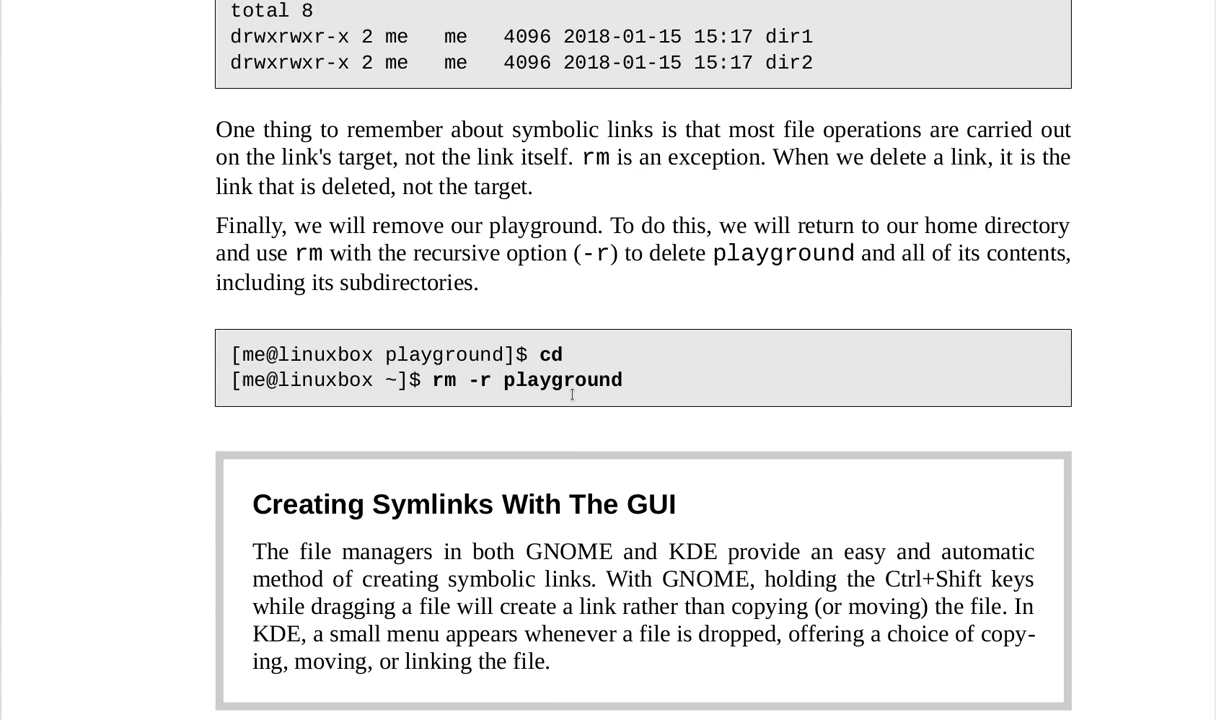 total 8
drwxrwxr-x 2 me   me   4096 2018-01-15 15:17 dir1
drwxrwxr-x 2 me   me   4096 2018-01-15 15:17 dir2
One thing to remember about symbolic links is that most file operations are carried out
on the link's target, not the link itself. rm is an exception. When we delete a link, it is the
link that is deleted, not the target.
Finally, we will remove our playground. To do this, we will return to our home directory
and use rm with the recursive option (-r) to delete playground and all of its contents,
including its subdirectories.
[me@linuxbox playground]$ cd
[me@linuxbox ~]$ rm -r playground
Creating Symlinks With The GUI
The file managers in both GNOME and KDE provide an easy and automatic
method of creating symbolic links. With GNOME, holding the Ctrl+Shift keys
while dragging a file will create a link rather than copying (or moving) the file. In
KDE, a small menu appears whenever a file is dropped, offering a choice of copy-
ing, moving, or linking the file.